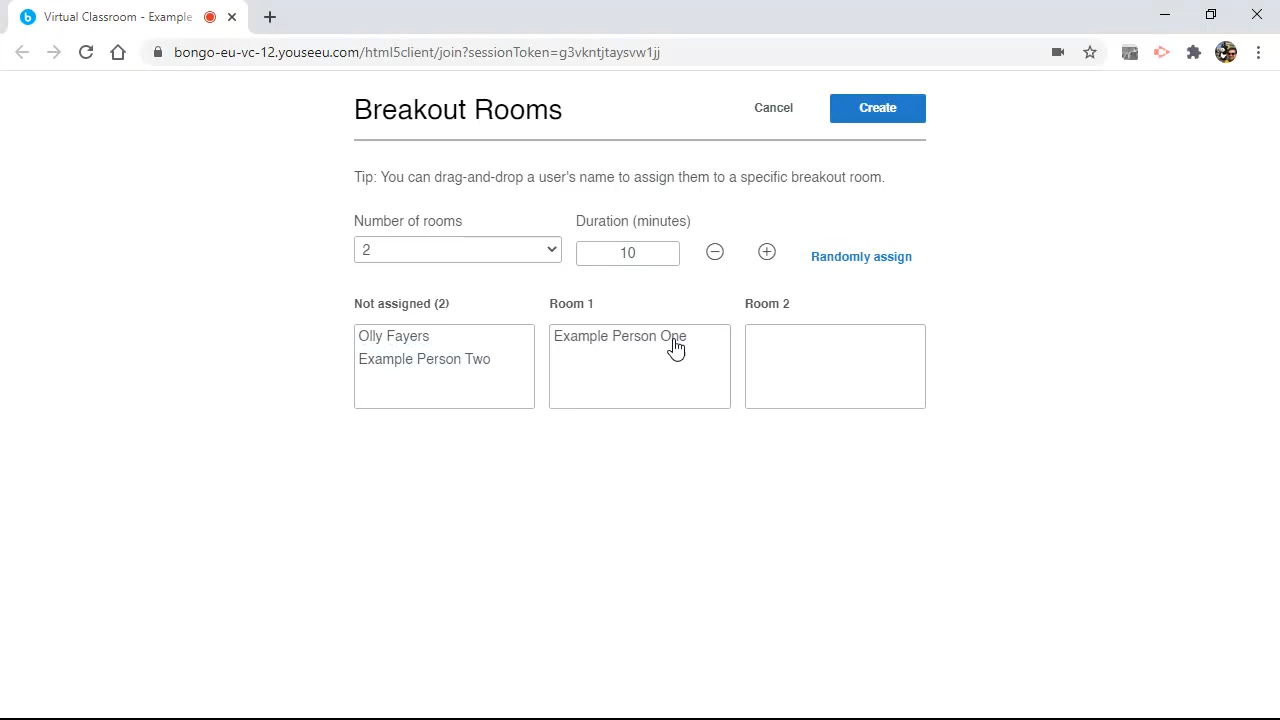 Virtual Classroom - Example
bongo-eu-vc-12.youseeu.com/html5client/join?sessionToken=g3vkntjtaysvw1jj
Breakout Rooms
Cancel
Create
Tip: You can drag-and-drop a user's name to assign them to a specific breakout room.
Number of rooms
Duration (minutes)
2
10
Randomly assign
Not assigned (2)
Room 1
Room 2
Olly Fayers
Example Person One
Example Person Two